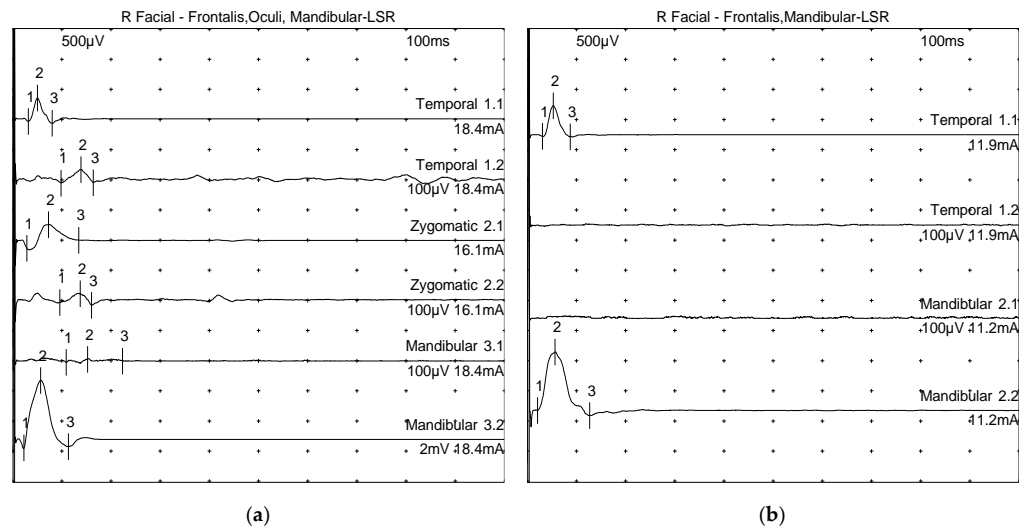 R Facial - Frontalis,Oculi, Mandibular-LSR
500µV 100ms
1 2 3
Temporal 1.1
18.4mA
1 2 3
Temporal 1.2
100µV 18.4mA
1 2 3
Zygomatic 2.1
16.1mA
1 2 3
Zygomatic 2.2
100µV 16.1mA
1 2 3
Mandibular 3.1
100µV 18.4mA
1 2 3
Mandibular 3.2
2mV 18.4mA
(a)
R Facial - Frontalis,Mandibular-LSR
500µV 100ms
1 2 3
Temporal 1.1
11.9mA
Temporal 1.2
100µV 11.9mA
Mandibular 2.1
100µV 11.2mA
1 2 3
Mandibular 2.2
11.2mA
(b)